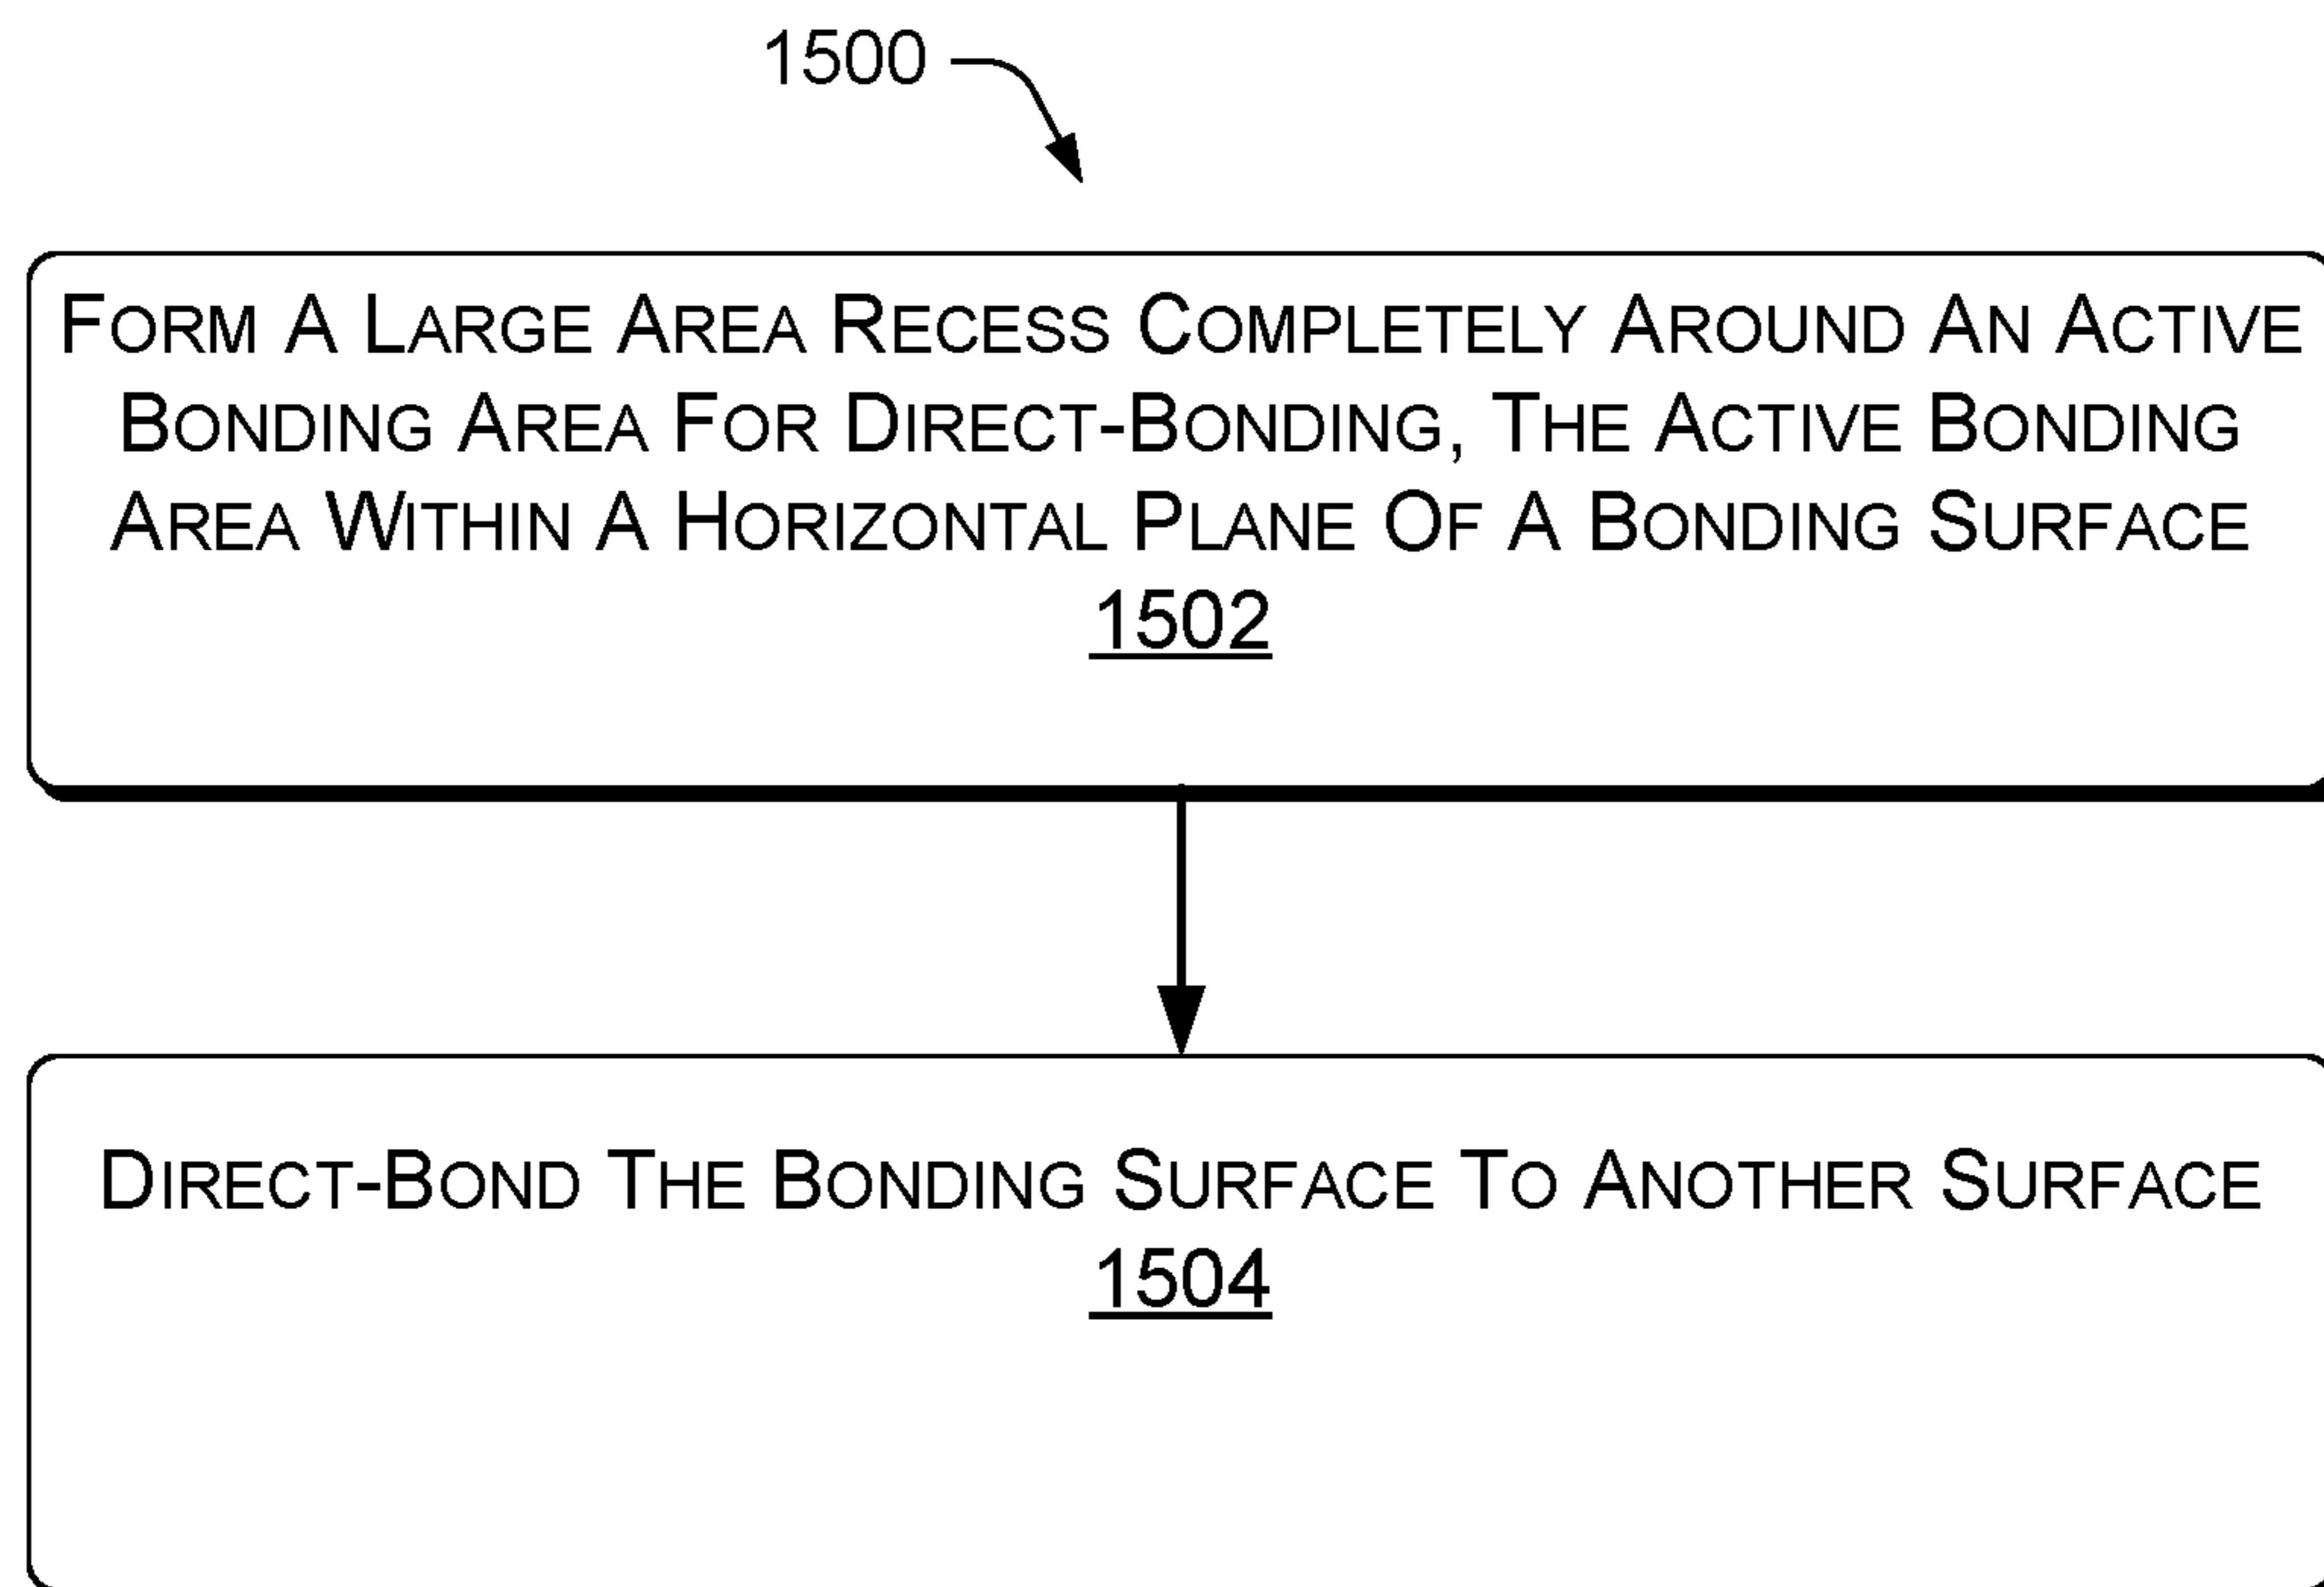 1500
FORM A LARGE AREA RECESS COMPLETELY AROUND AN ACTIVE
BONDING AREA FOR DIRECT-BONDING, THE ACTIVE BONDING
AREA WITHIN A HORIZONTAL PLANE OF A BONDING SURFACE
1502
DIRECT-BOND THE BONDING SURFACE TO ANOTHER SURFACE
1504